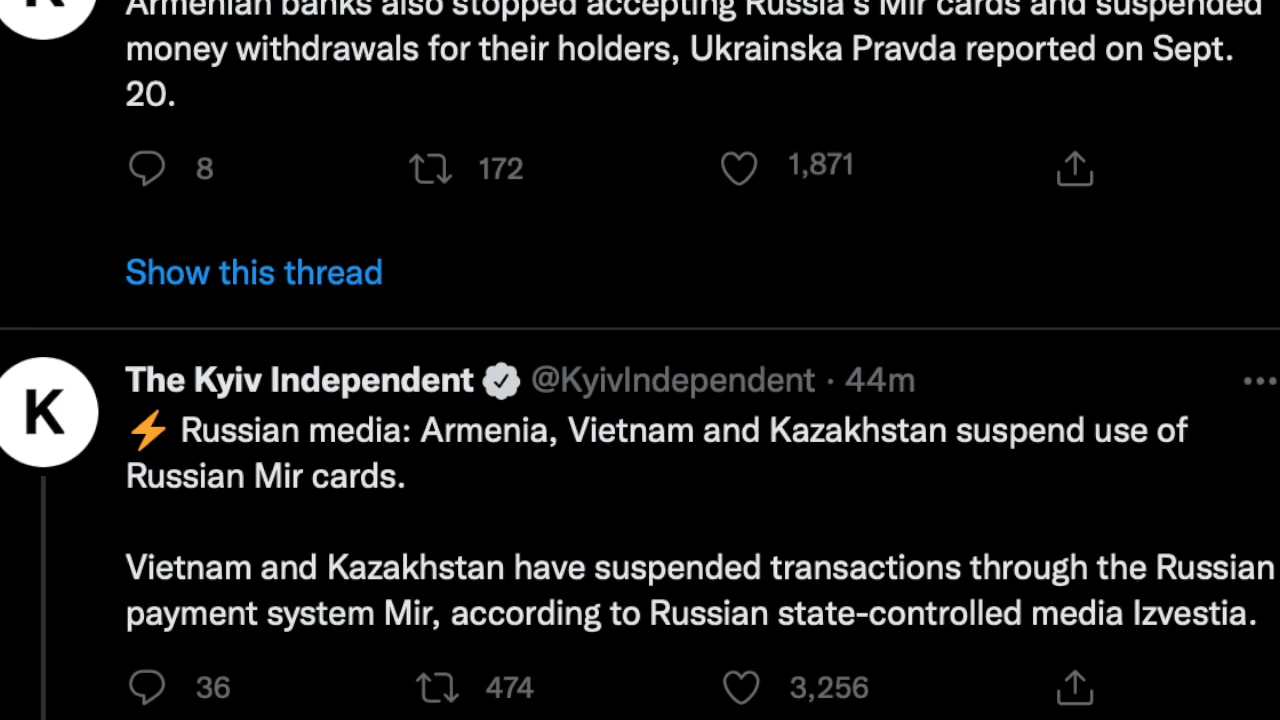 Armenian banks also stopped accepting Russia's Mir cards and suspended
money withdrawals for their holders, Ukrainska Pravda reported on Sept.
20.
8 172 1,871
Show this thread
The Kyiv Independent @KyivIndependent · 44m
K
⚡ Russian media: Armenia, Vietnam and Kazakhstan suspend use of
Russian Mir cards.
Vietnam and Kazakhstan have suspended transactions through the Russian
payment system Mir, according to Russian state-controlled media Izvestia.
36 474 3,256